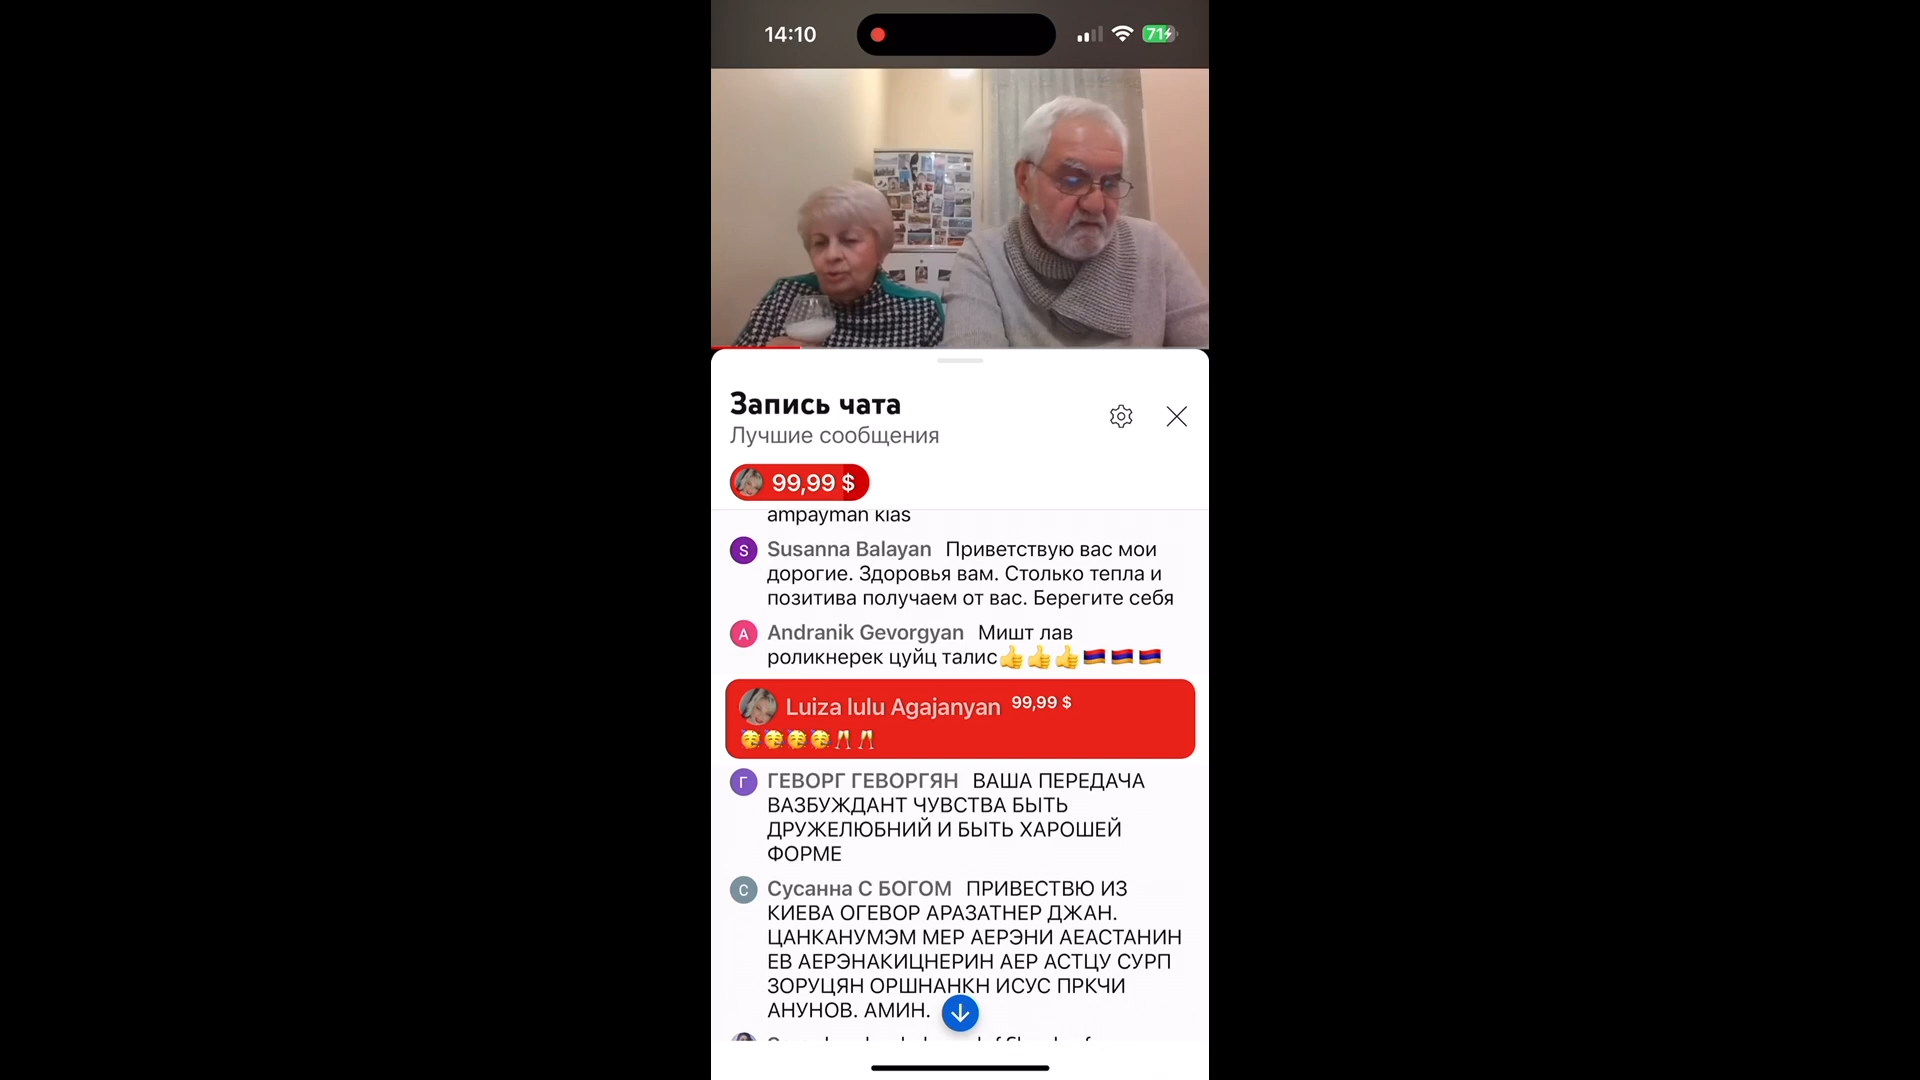 14:10
71
Запись чата
Лучшие сообщения
99,99 $
ampayman klas
Susanna Balayan Приветствую вас мои
дорогие. Здоровья вам. Столько тепла и
позитива получаем от вас. Берегите себя
Andranik Gevorgyan Мишт лав
роликнерек цуйц талис👍👍👍🇦🇲🇦🇲🇦🇲
Luiza lulu Agajanyan 99,99 $
🥳🥳🥳🥳🥂🥂
ГЕВОРГ ГЕВОРГЯН ВАША ПЕРЕДАЧА
ВАЗБУЖДАНТ ЧУВСТВА БЫТЬ
ДРУЖЕЛЮБНИЙ И БЫТЬ ХАРОШЕЙ
ФОРМЕ
Сусанна С БОГОМ ПРИВЕСТВЮ ИЗ
КИЕВА ОГЕВОР АРАЗАТНЕР ДЖАН.
ЦАНКАНУМЭМ МЕР АЕРЭНИ АЕАСТАНИН
ЕВ АЕРЭНАКИЦНЕРИН АЕР АСТЦУ СУРП
ЗОРУЦЯН ОРШНАНКН ИСУС ПРКЧИ
АНУНОВ. АМИН.